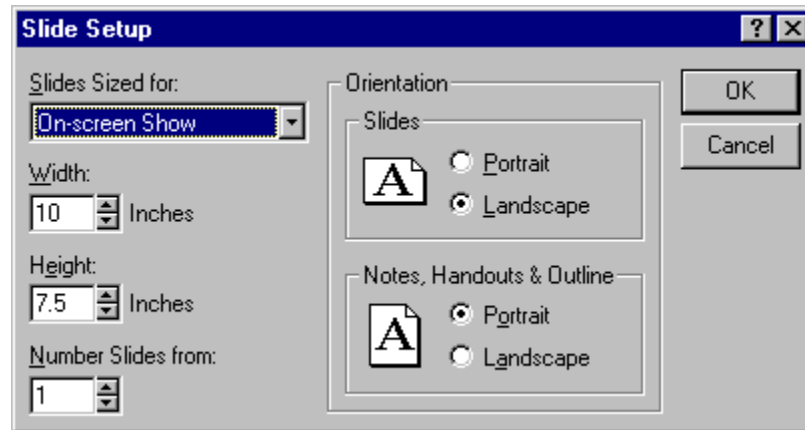 Slide Setup
Slides Sized for:
On-screen Show
Width:
10 Inches
Height:
7.5 Inches
Number Slides from:
1
Orientation
Slides
A
Portrait
Landscape
Notes, Handouts & Outline
A
Portrait
Landscape
OK
Cancel